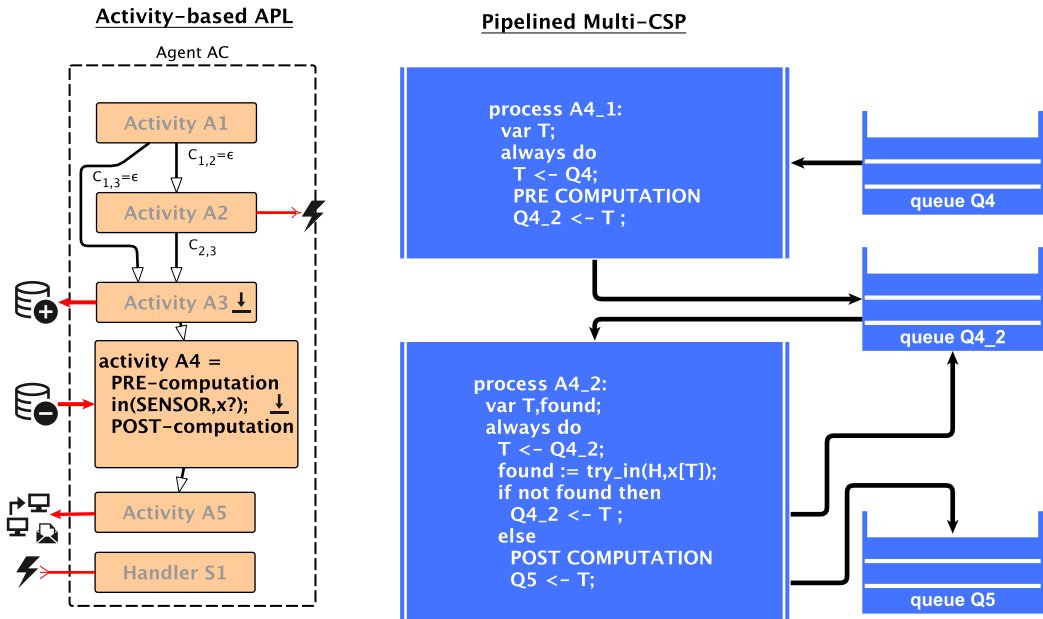 Activity-based APL
Agent AC
Activity A1
C1,2=ϵ
C1,3=ϵ
Activity A2
C2,3
Activity A3
activity A4 =
PRE-computation
in(SENSOR,x?);
POST-computation
Activity A5
Handler S1
Pipelined Multi-CSP
process A4_1:
var T;
always do
T <- Q4;
PRE COMPUTATION
Q4_2 <- T ;
queue Q4
queue Q4_2
process A4_2:
var T,found;
always do
T <- Q4_2;
found := try_in(H,x[T]);
if not found then
Q4_2 <- T ;
else
POST COMPUTATION
Q5 <- T;
queue Q5